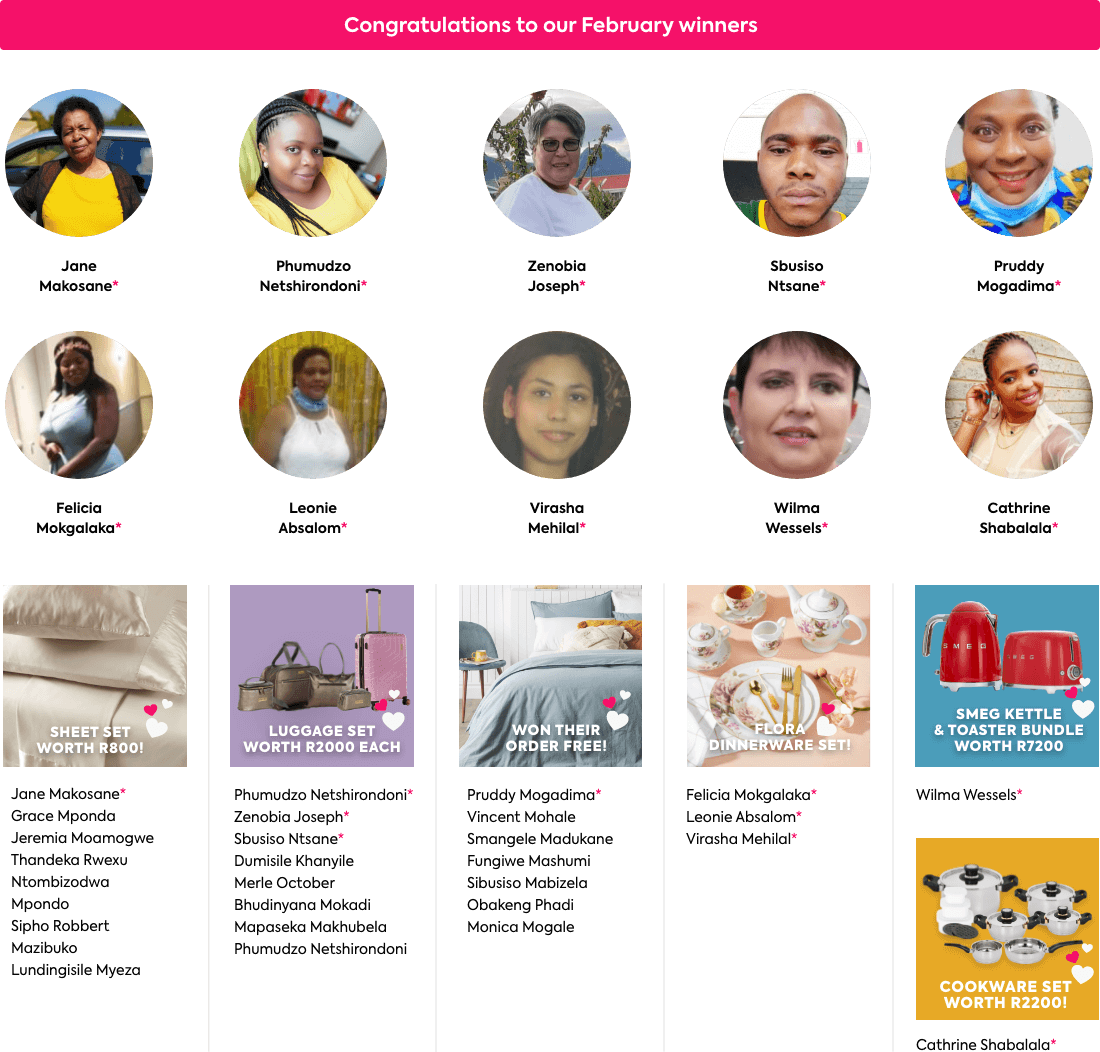 Congratulations to our February winners
Jane
Makosane*
Phumudzo
Netshirondoni*
Zenobia
Joseph*
Sbusiso
Ntsane*
Pruddy
Mogadima*
Felicia
Mokgalaka*
Leonie
Absalom*
Virasha
Mehilal*
Wilma
Wessels*
Cathrine
Shabalala*
SHEET SET
WORTH R800!
Jane Makosane*
Grace Mponda
Jeremia Moamogwe
Thandeka Rwexu
Ntombizodwa
Mpondo
Sipho Robbert
Mazibuko
Lundingisile Myeza
LUGGAGE SET
WORTH R2000 EACH
Phumudzo Netshirondoni*
Zenobia Joseph*
Sbusiso Ntsane*
Dumisile Khanyile
Merle October
Bhudinyana Mokadi
Mapaseka Makhubela
Phumudzo Netshirondoni
WON THEIR
ORDER FREE!
Pruddy Mogadima*
Vincent Mohale
Smangele Madukane
Fungiwe Mashumi
Sibusiso Mabizela
Obakeng Phadi
Monica Mogale
FLORA
DINNERWARE SET!
Felicia Mokgalaka*
Leonie Absalom*
Virasha Mehilal*
SMEG
SMEG
SMEG KETTLE
& TOASTER BUNDLE
WORTH R7200
Wilma Wessels*
COOKWARE SET
WORTH R2200!
Cathrine Shabalala*